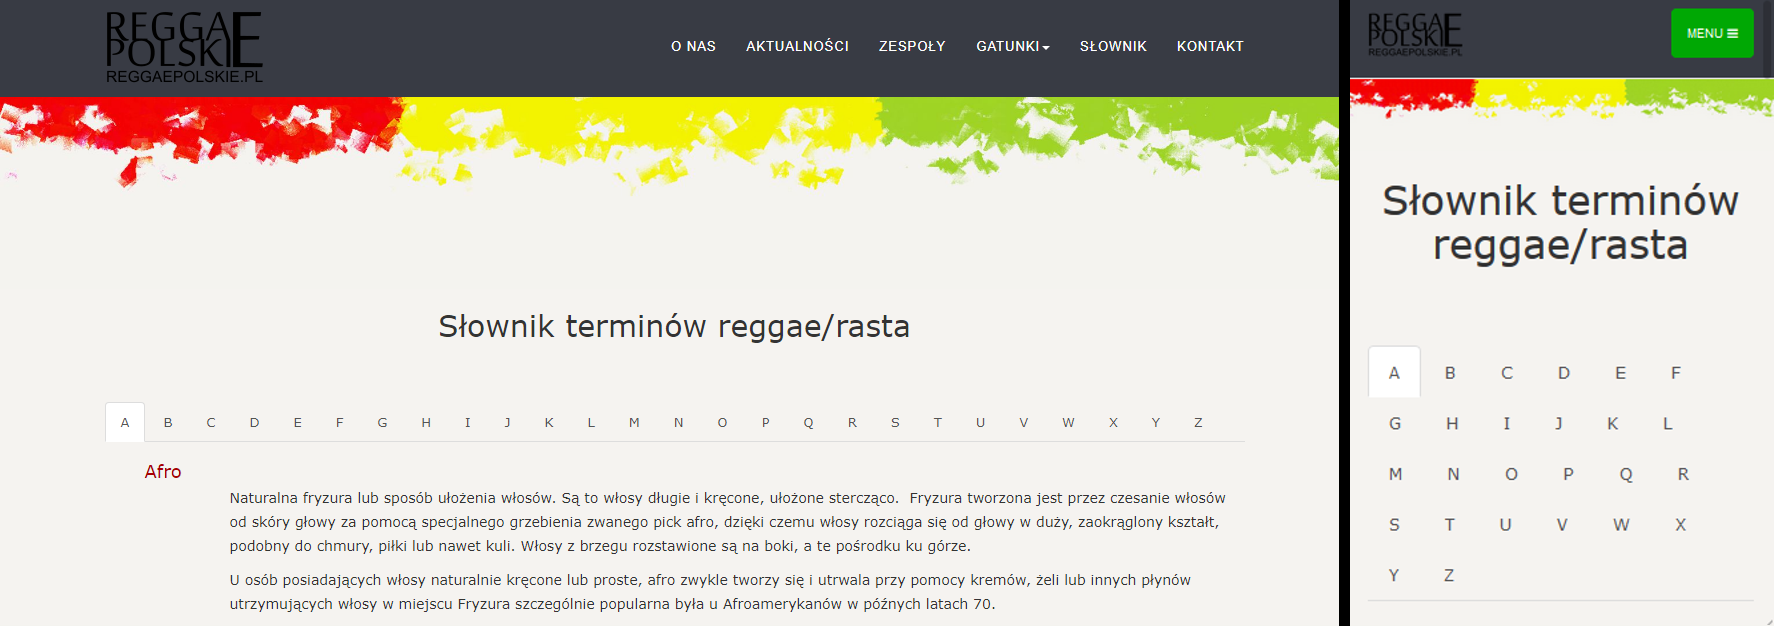 REGGAE
POLSKIE
REGGAEPOLSKIE.PL
O NAS AKTUALNOŚCI ZESPOŁY GATUNKI SŁOWNIK KONTAKT
Słownik terminów reggae/rasta
A B C D E F G H I J K L M N O P Q R S T U V W X Y Z
Afro
Naturalna fryzura lub sposób ułożenia włosów. Są to włosy długie i kręcone, ułożone stercząco. Fryzura tworzona jest przez czesanie włosów
od skóry głowy za pomocą specjalnego grzebienia zwanego pick afro, dzięki czemu włosy rozciąga się od głowy w duży, zaokrąglony kształt,
podobny do chmury, piłki lub nawet kuli. Włosy z brzegu rozstawione są na boki, a te pośrodku ku górze.
U osób posiadających włosy naturalnie kręcone lub proste, afro zwykle tworzy się i utrwala przy pomocy kremów, żeli lub innych płynów
utrzymujących włosy w miejscu Fryzura szczególnie popularna była u Afroamerykanów w późnych latach 70.
REGGAE
POLSKIE
REGGAEPOLSKIE.PL
MENU
Słownik terminów
reggae/rasta
A B C D E F
G H I J K L
M N O P Q R
S T U V W X
Y Z